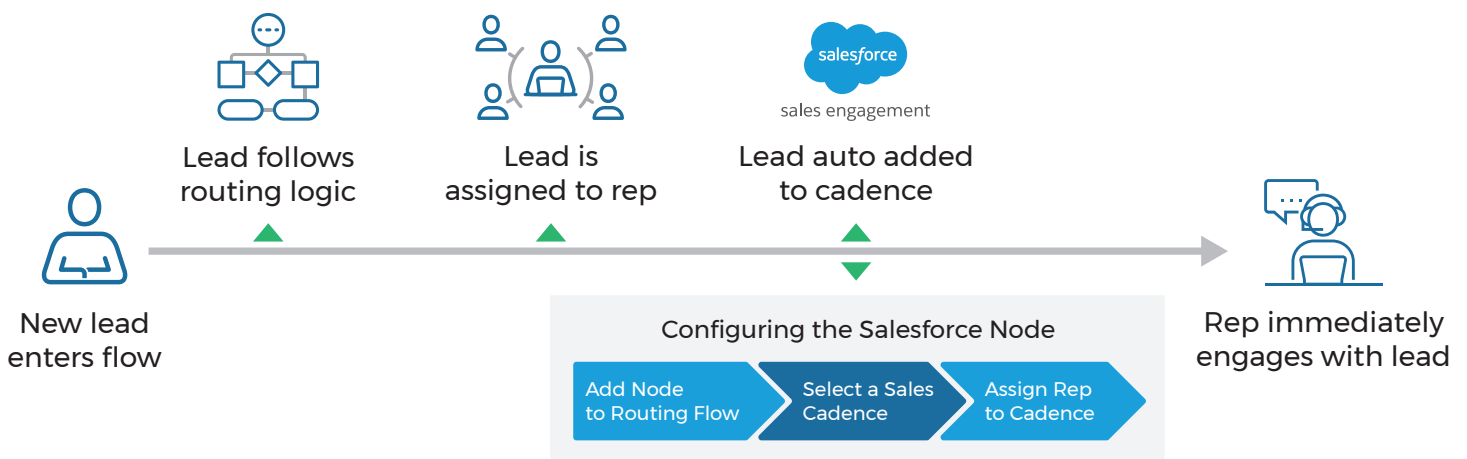 New lead
enters flow
Lead follows
routing logic
Lead is
assigned to rep
salesforce
sales engagement
Lead auto added
to cadence
Configuring the Salesforce Node
Add Node
to Routing Flow
Select a Sales
Cadence
Assign Rep
to Cadence
Rep immediately
engages with lead